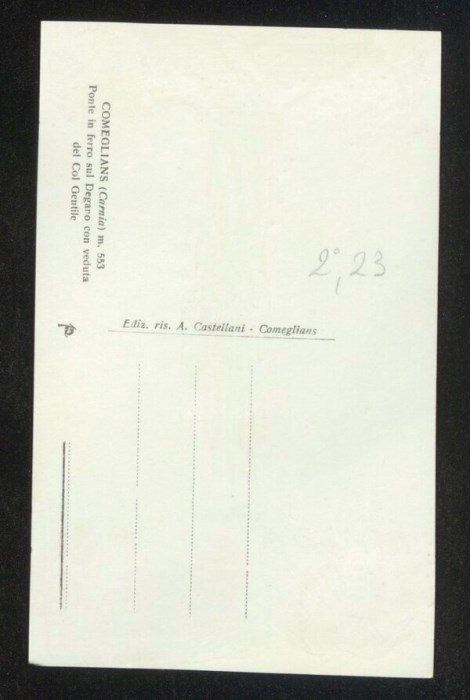 COMEGLIANS (Carnia) m. 553
Ponte in ferro sul Degano con veduta
del Col Gentile
Ediz. ris. A. Castellani - Comeglians
2°, 23